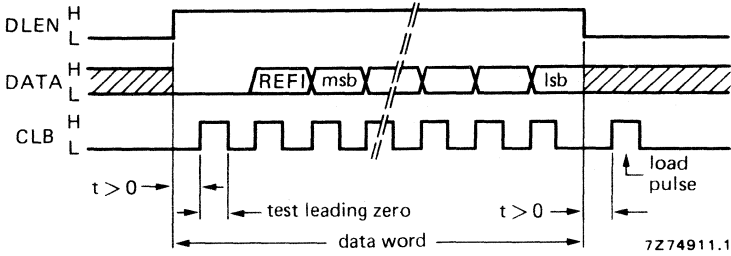 DLEN H
L
DATA H
L
REFI msb lsb
CLB H
L
load
pulse
t > 0
test leading zero
t > 0
data word
7Z74911.1